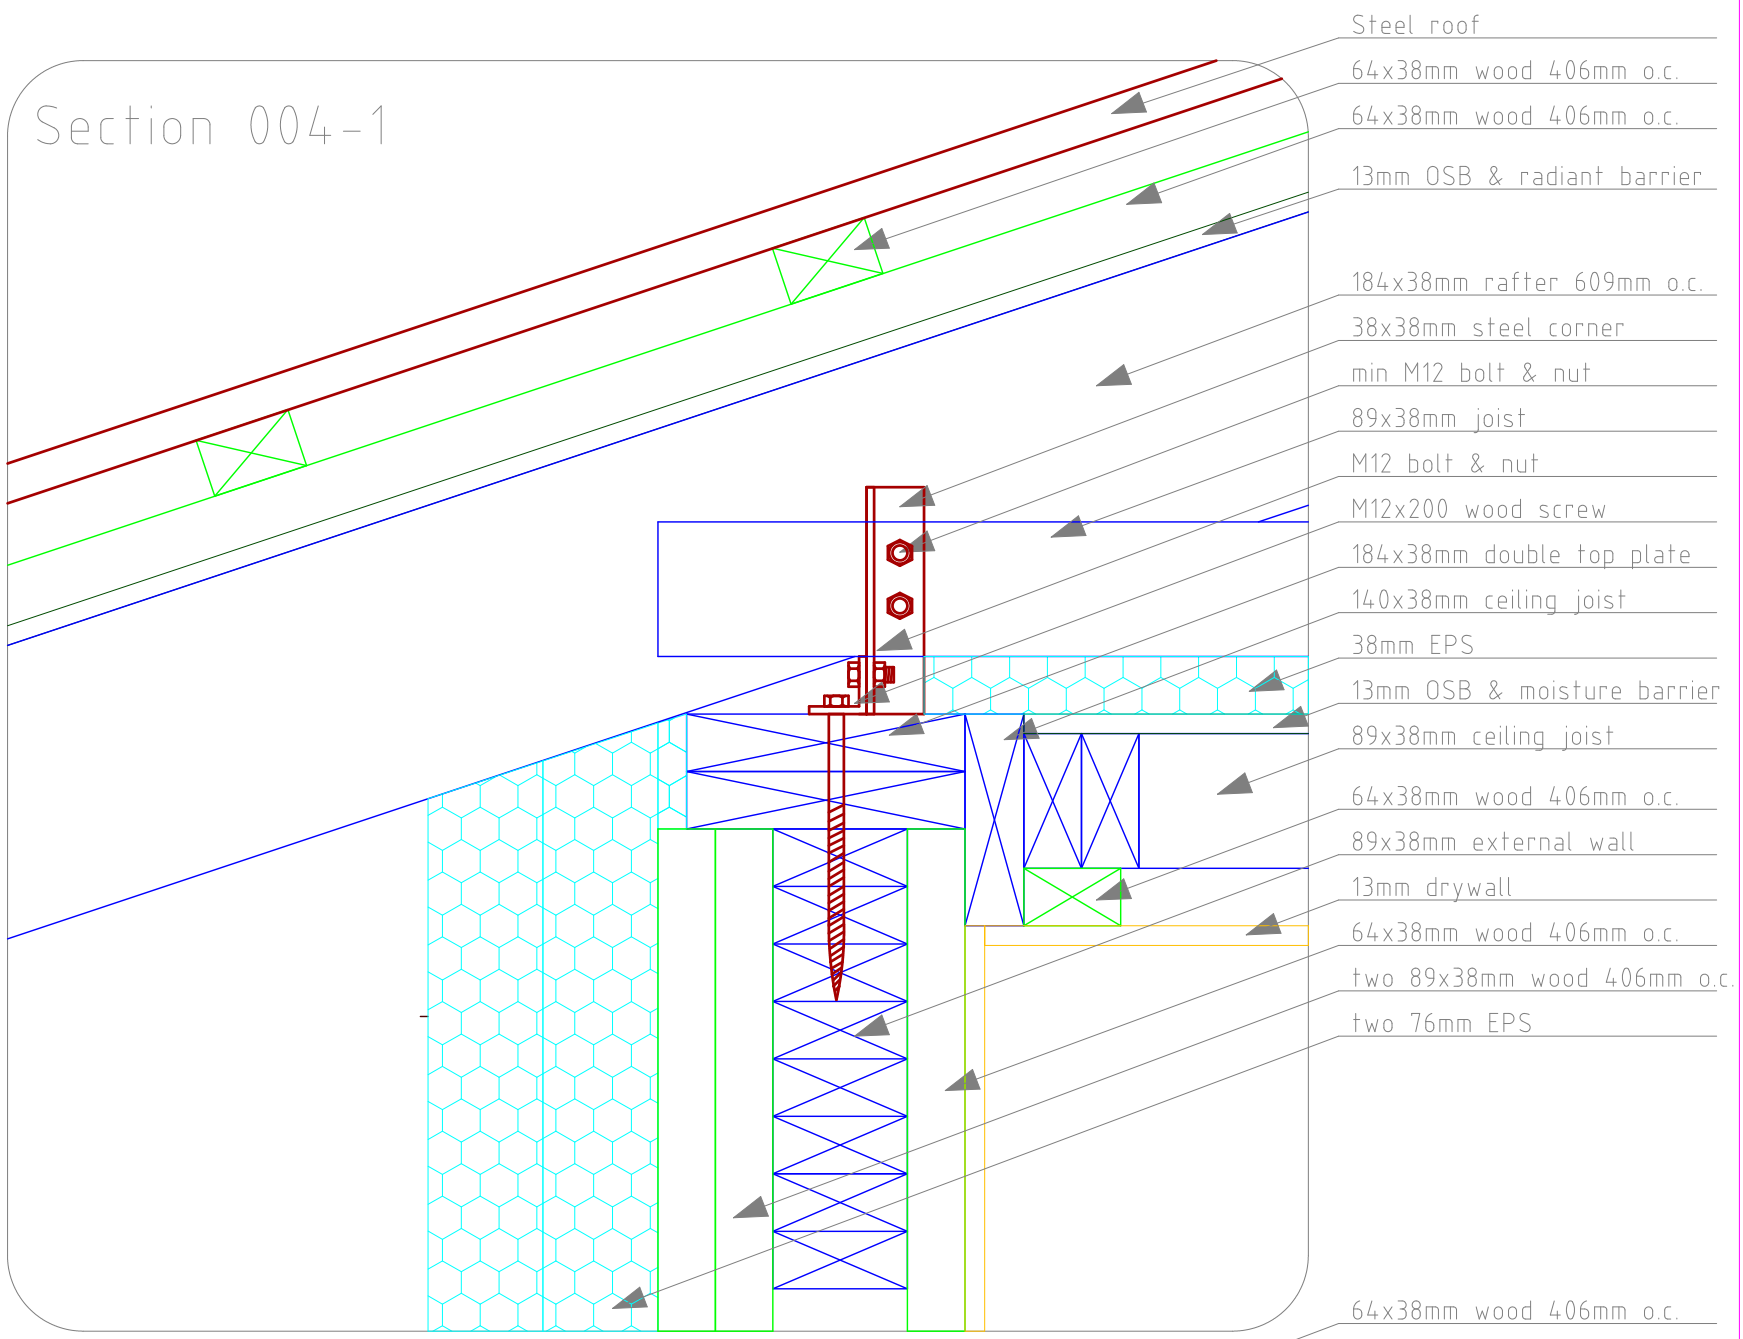 Steel roof
64x38mm wood 406mm o.c.
Section 004-1
64x38mm wood 406mm o.c.
13mm OSB & radiant barrier
184x38mm rafter 609mm o.c.
38x38mm steel corner
min M12 bolt & nut
89x38mm joist
M12 bolt & nut
M12x200 wood screw
184x38mm double top plate
140x38mm ceiling joist
38mm EPS
13mm OSB & moisture barrier
89x38mm ceiling joist
64x38mm wood 406mm o.c.
89x38mm external wall
13mm drywall
64x38mm wood 406mm o.c.
two 89x38mm wood 406mm o.c.
two 76mm EPS
64x38mm wood 406mm o.c.